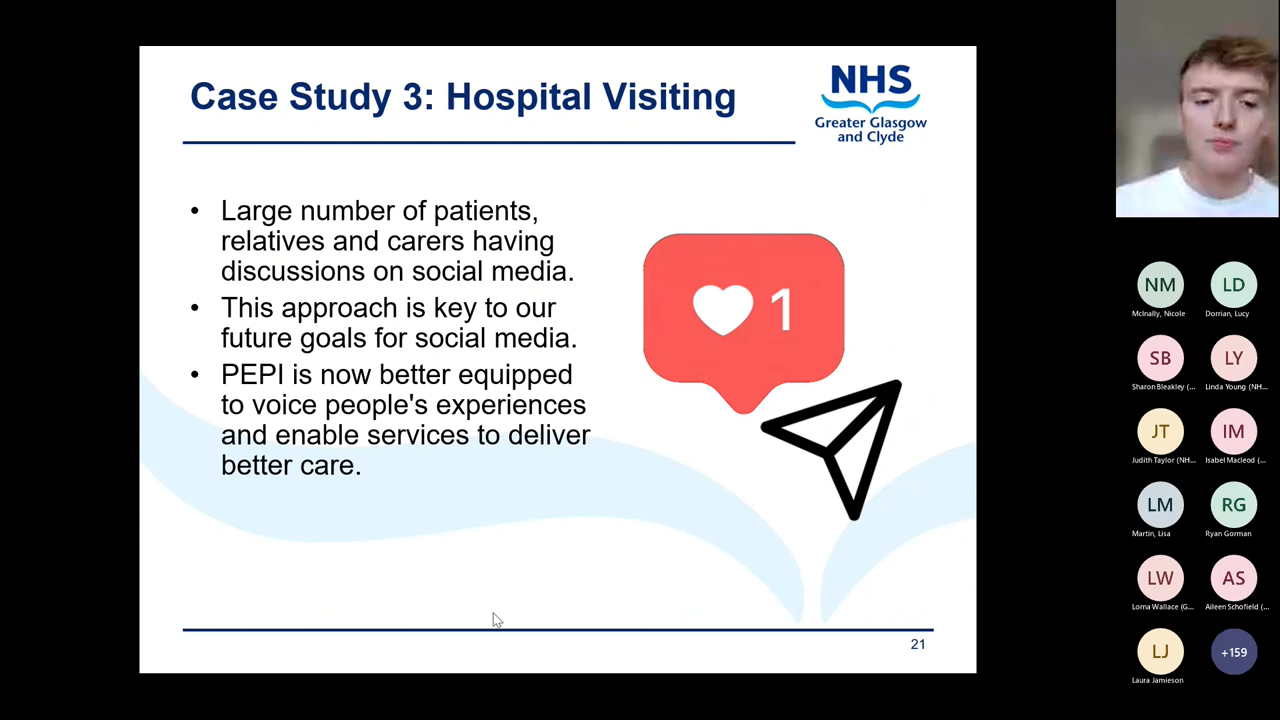 Case Study 3: Hospital Visiting
NHS
Greater Glasgow
and Clyde
• Large number of patients,
relatives and carers having
discussions on social media.
• This approach is key to our
future goals for social media.
• PEPI is now better equipped
to voice people's experiences
and enable services to deliver
better care.
1
21
NM
McInally, Nicole
LD
Dorrian, Lucy
SB
Sharon Bleakley (...
LY
Linda Young (NH...
JT
Judith Taylor (NH...
IM
Isabel Macleod (...
LM
Martin, Lisa
RG
Ryan Gorman
LW
Lorna Wallace (G...
AS
Aileen Schofield (...
LJ
Laura Jamieson
+159